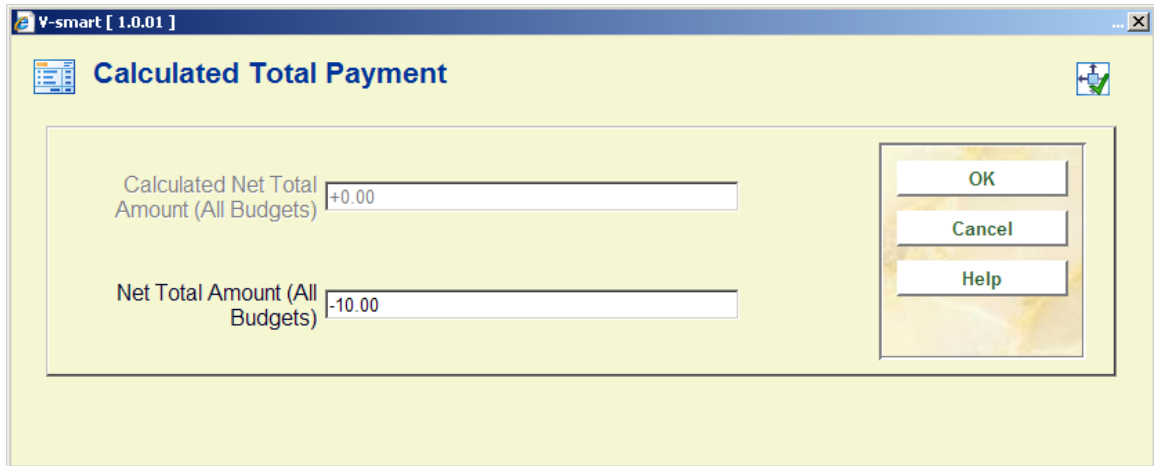 V-smart [ 1.0.01 ]
...
Calculated Total Payment
Calculated Net Total
Amount (All Budgets)
+0.00
Net Total Amount (All
Budgets)
-10.00
OK
Cancel
Help